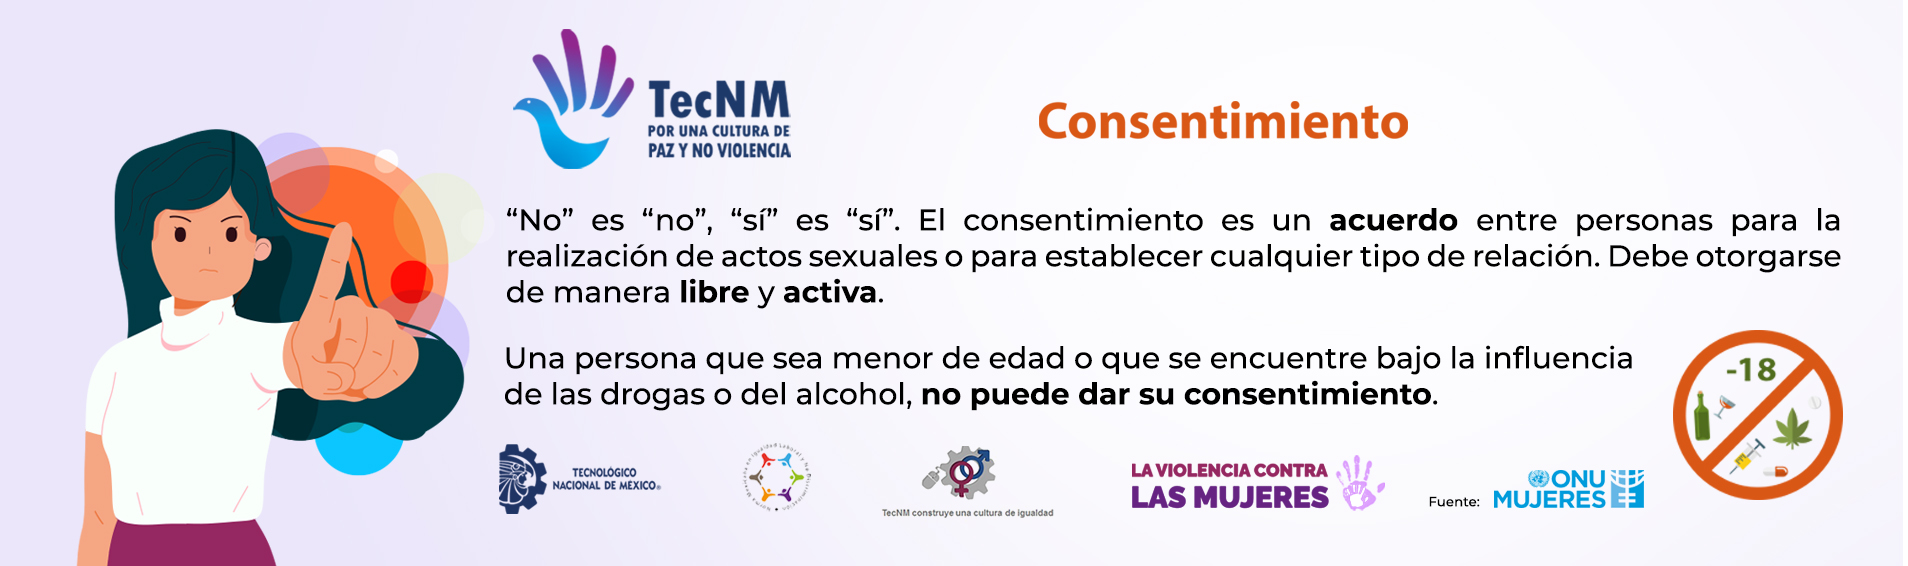 TecNM
POR UNA CULTURA DE
PAZ Y NO VIOLENCIA
Consentimiento
“No” es “no”, “sí” es “sí”. El consentimiento es un acuerdo entre personas para la
realización de actos sexuales o para establecer cualquier tipo de relación. Debe otorgarse
de manera libre y activa.
Una persona que sea menor de edad o que se encuentre bajo la influencia
de las drogas o del alcohol, no puede dar su consentimiento.
-18
TECNOLÓGICO
NACIONAL DE MÉXICO®
TecNM construye una cultura de igualdad
LA VIOLENCIA CONTRA
LAS MUJERES
Fuente:
ONU
MUJERES